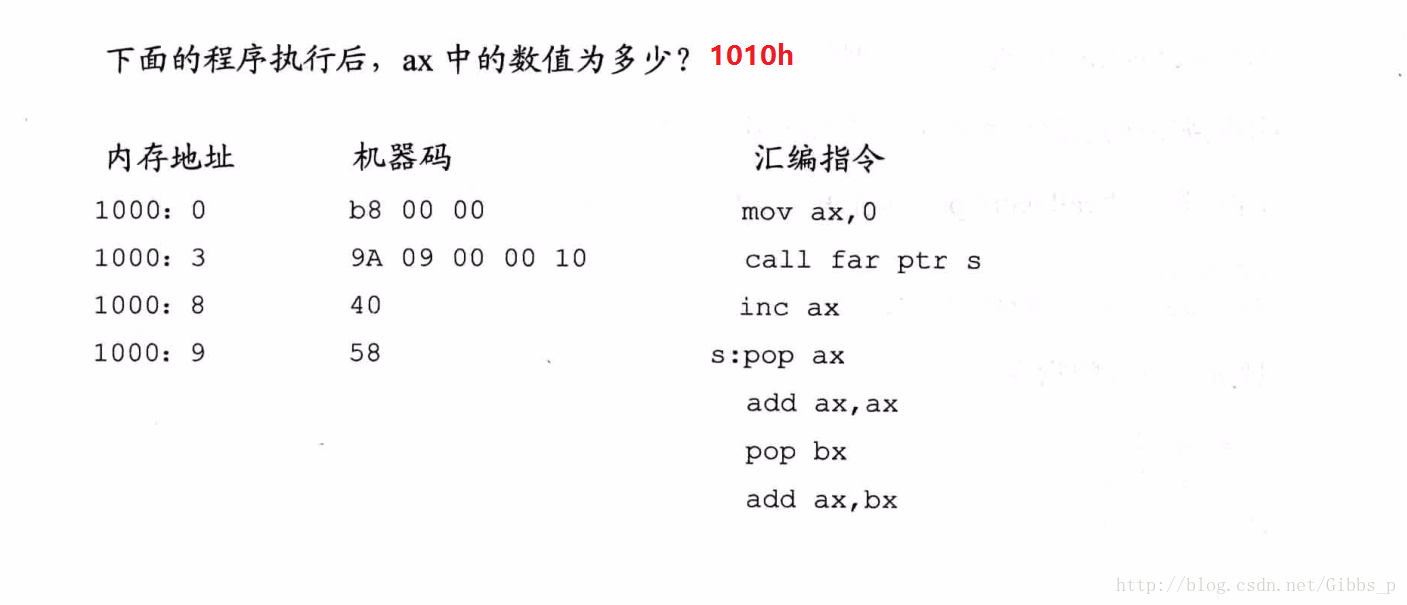 下面的程序执行后，ax 中的数值为多少？ 1010h
内存地址 机器码 汇编指令
1000：0 b8 00 00 mov ax,0
1000：3 9A 09 00 00 10 call far ptr s
1000：8 40 inc ax
1000：9 58 s:pop ax
add ax,ax
pop bx
add ax,bx
http://blog.csdn.net/Gibbs_p